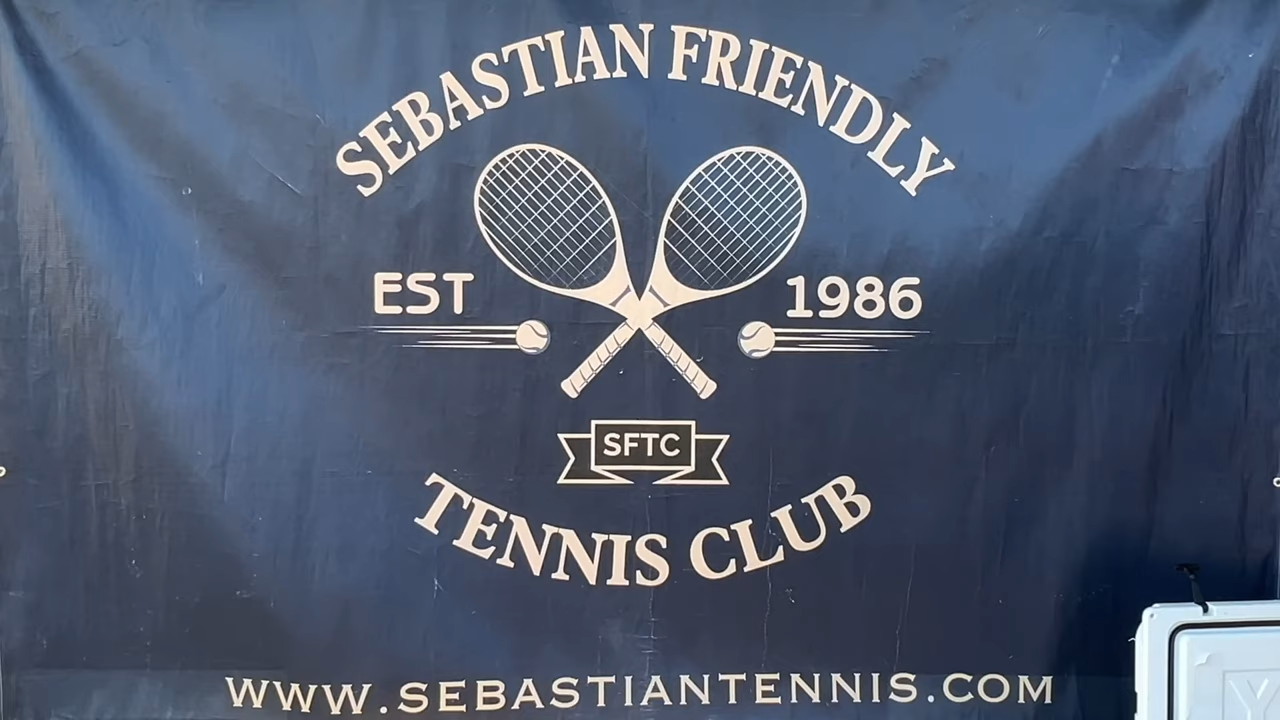 SEBASTIAN FRIENDLY
EST 1986
SFTC
TENNIS CLUB
WWW.SEBASTIANTENNIS.COM